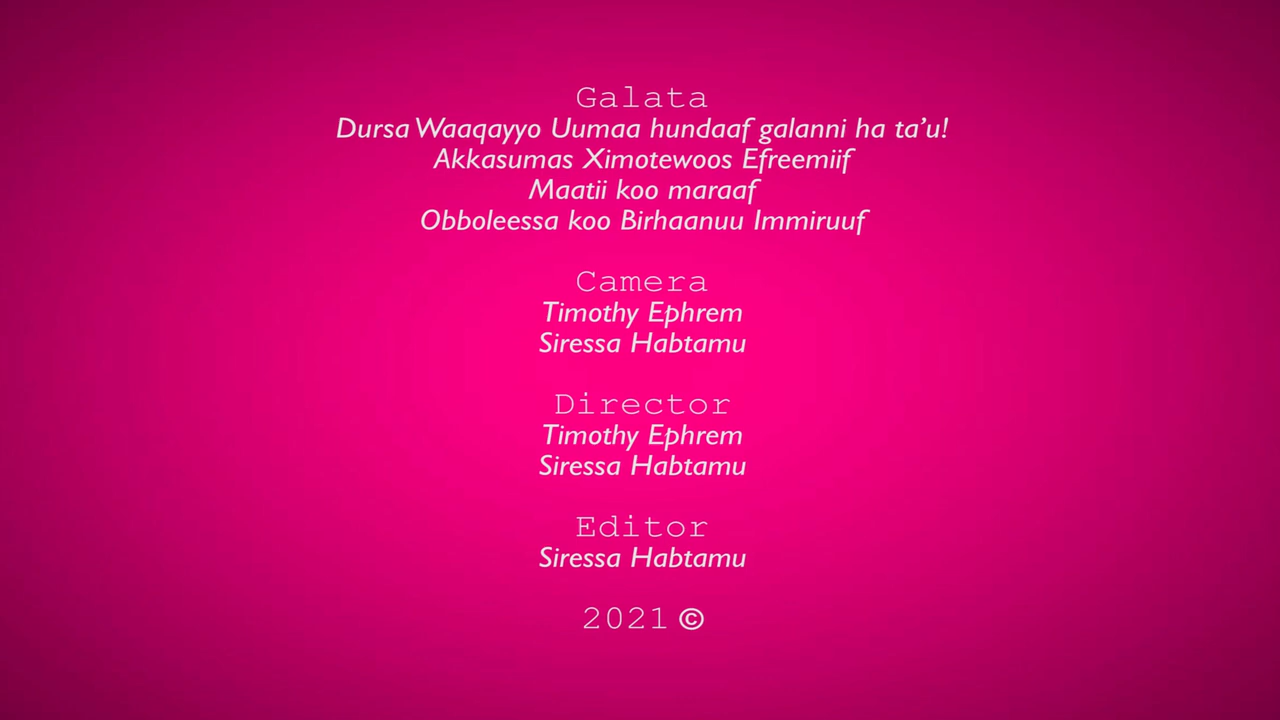 Galata
Dursa Waaqayyo Uumaa hundaaf galanni ha ta’u!
Akkasumas Ximotewoos Efreemiif
Maatii koo maraaf
Obboleessa koo Birhaanuu Immiruuf
Camera
Timothy Ephrem
Siressa Habtamu
Director
Timothy Ephrem
Siressa Habtamu
Editor
Siressa Habtamu
2021 ©